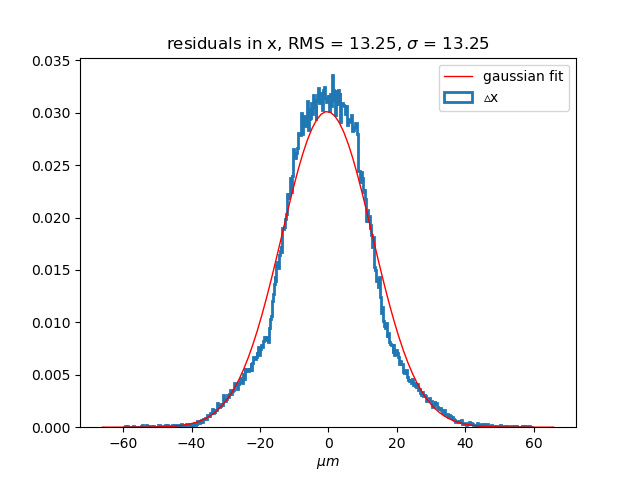 residuals in x, RMS = 13.25, σ = 13.25
gaussian fit
▵x
0.035
0.030
0.025
0.020
0.015
0.010
0.005
0.000
−60 −40 −20 0 20 40 60
μm